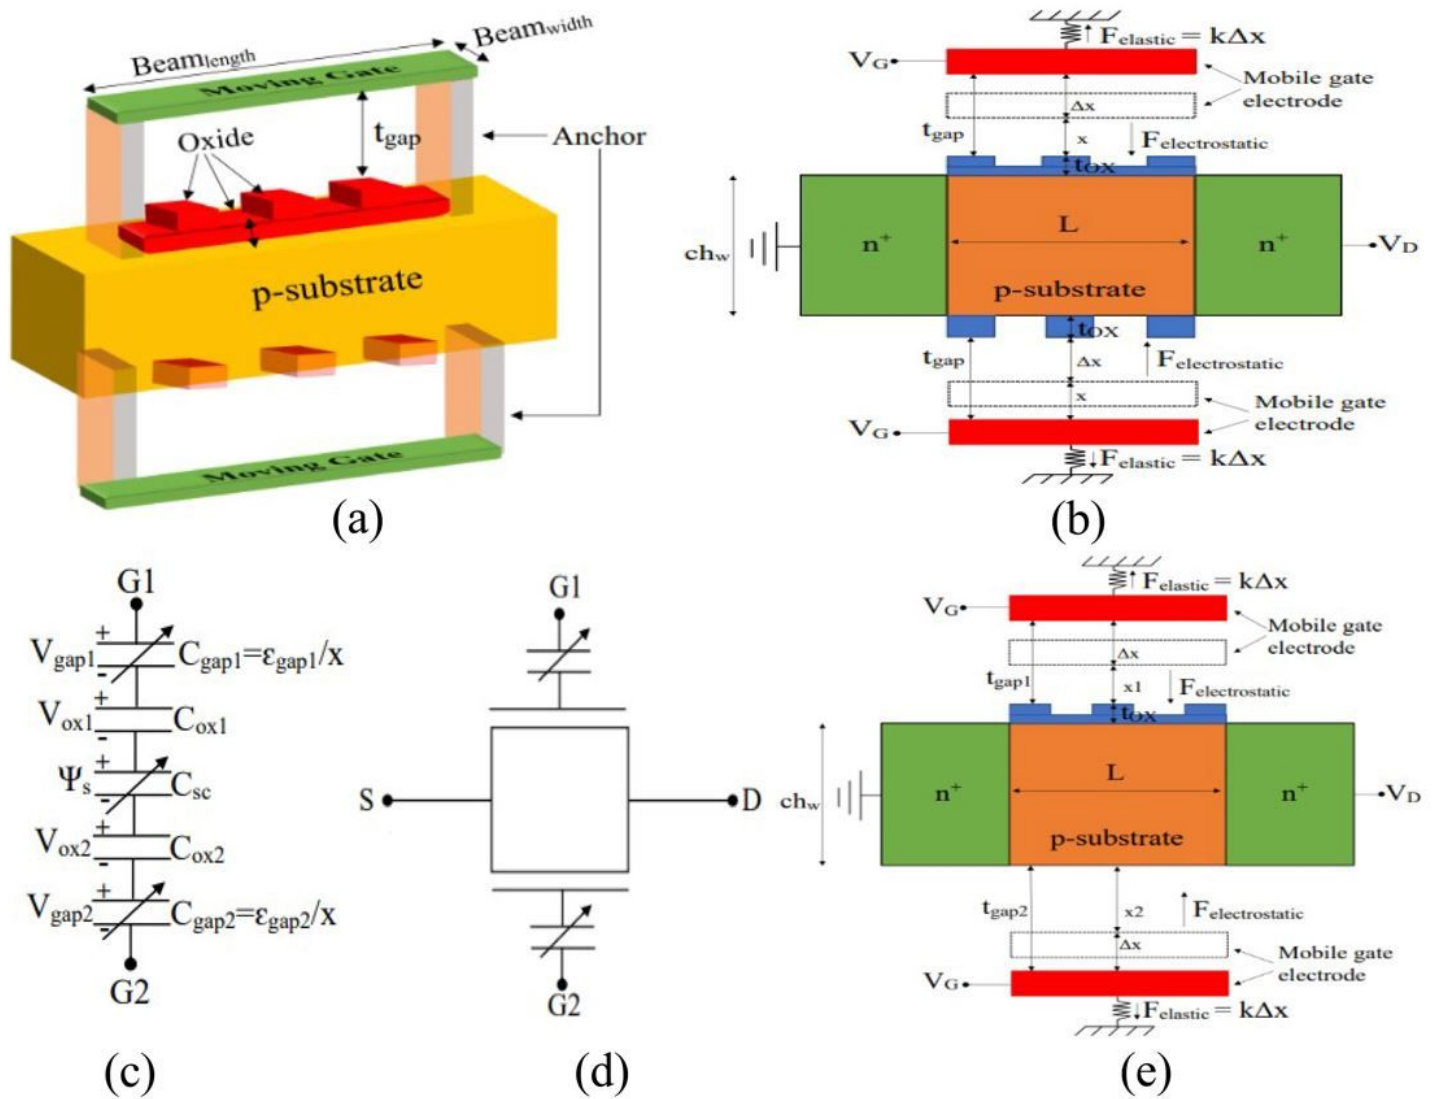 Beamlength
Beamwidth
Moving Gate
Oxide
tgap
Anchor
p-substrate
Moving Gate
(a)
Felastic = kΔx
VG
Mobile gate
electrode
Δx
tgap
x
Felectrostatic
tOX
L
chw
n+
n+
VD
p-substrate
tOX
tgap
Δx
Felectrostatic
x
Mobile gate
electrode
VG
Felastic = kΔx
(b)
G1
+
Vgap1
Cgap1=εgap1/x
-
+
Vox1
Cox1
-
+
Ψs
Csc
-
+
Vox2
Cox2
-
+
Vgap2
Cgap2=εgap2/x
-
G2
(c)
G1
S
D
G2
(d)
Felastic = kΔx
VG
Mobile gate
electrode
Δx
tgap1
x1
Felectrostatic
tOX
L
chw
n+
n+
VD
p-substrate
tgap2
x2
Felectrostatic
Δx
Mobile gate
electrode
VG
Felastic = kΔx
(e)